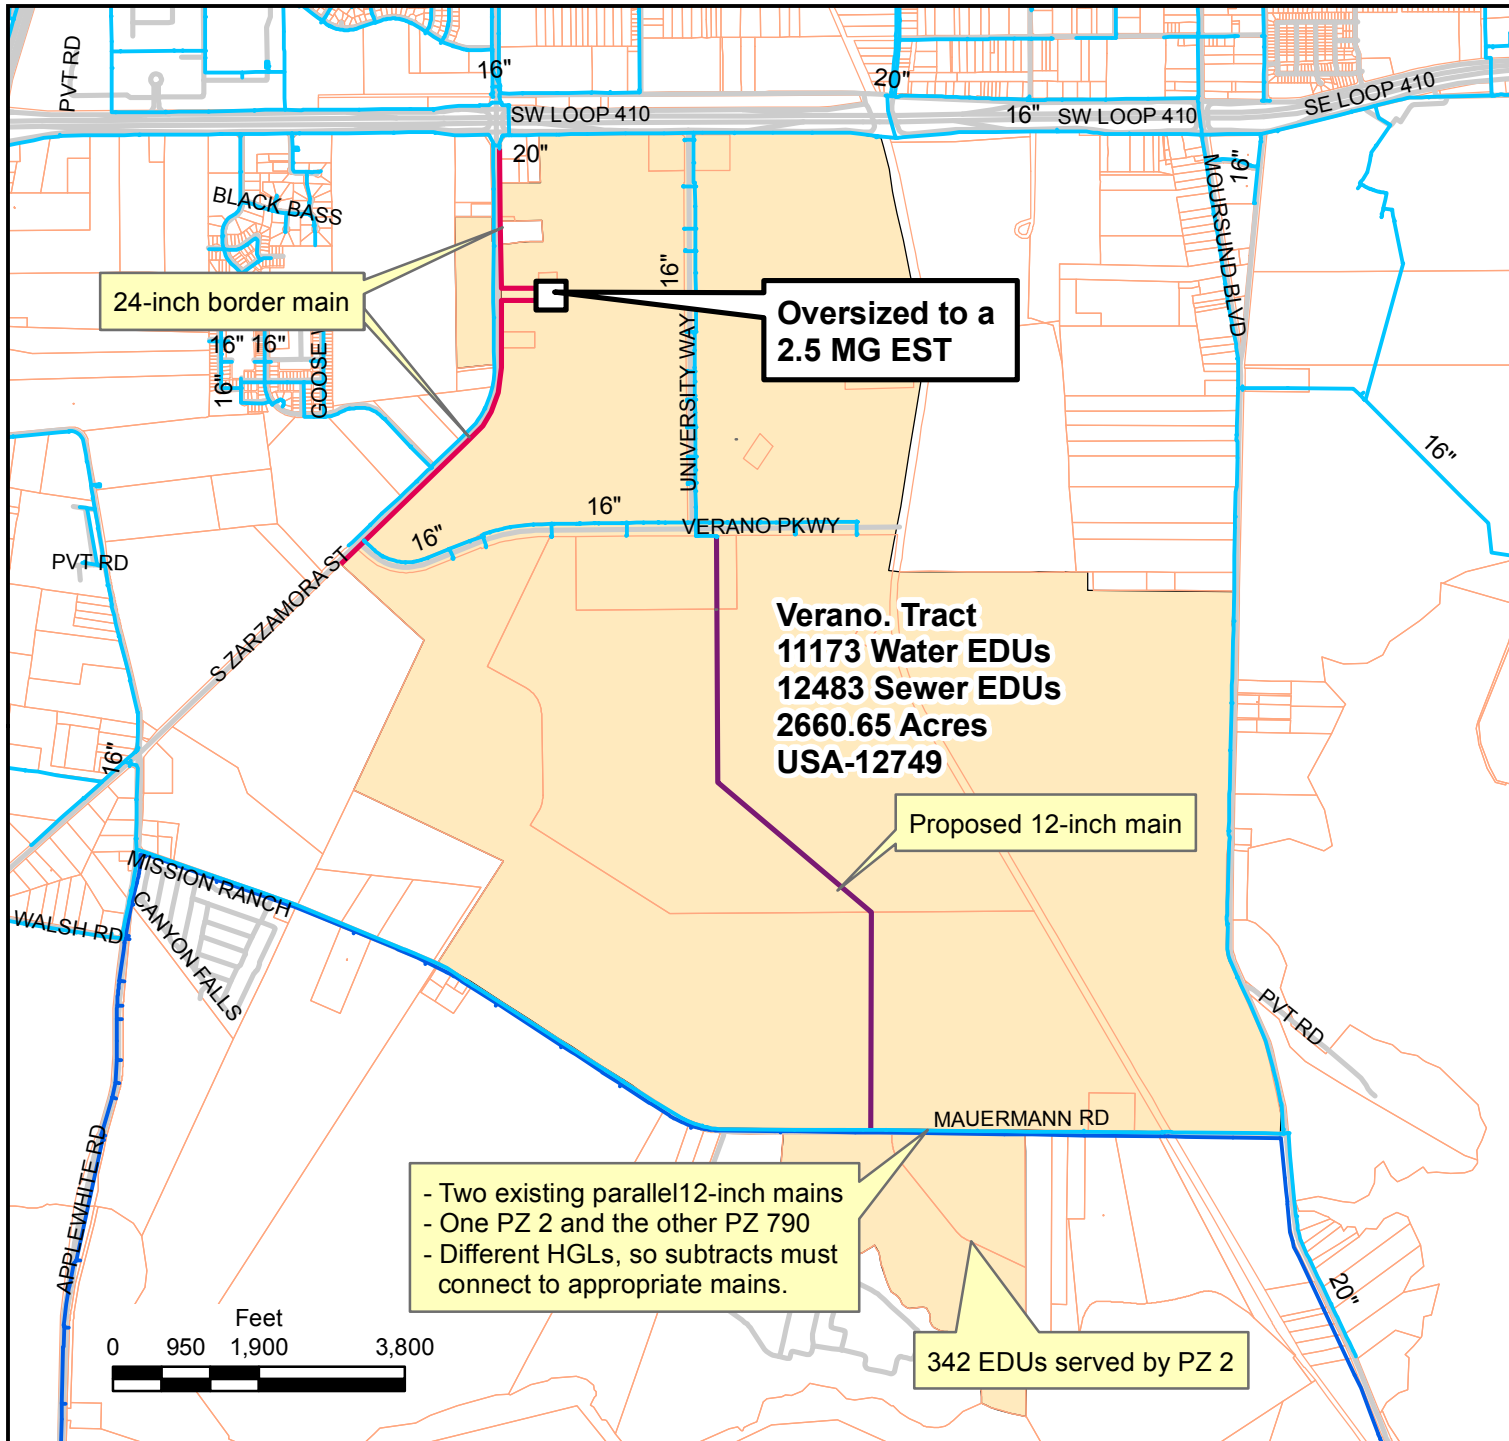 PVT RD
16"
20"
SW LOOP 410
16"
SW LOOP 410
SE LOOP 410
20"
16"
MOURSUND BLVD
BLACK BASS
24-inch border main
16"
Oversized to a
2.5 MG EST
UNIVERSITY WAY
16"
16"
16"
GOOSE
16"
16"
16"
VERANO PKWY
PVT RD
S ZARZAMORA ST
Verano. Tract
11173 Water EDUs
12483 Sewer EDUs
2660.65 Acres
USA-12749
16"
Proposed 12-inch main
MISSION RANCH
CANYON FALLS
WALSH RD
PVT RD
MAUERMANN RD
APPLEWHITE RD
- Two existing parallel12-inch mains
- One PZ 2 and the other PZ 790
- Different HGLs, so subtracts must
connect to appropriate mains.
20"
342 EDUs served by PZ 2
Feet
0 950 1,900 3,800